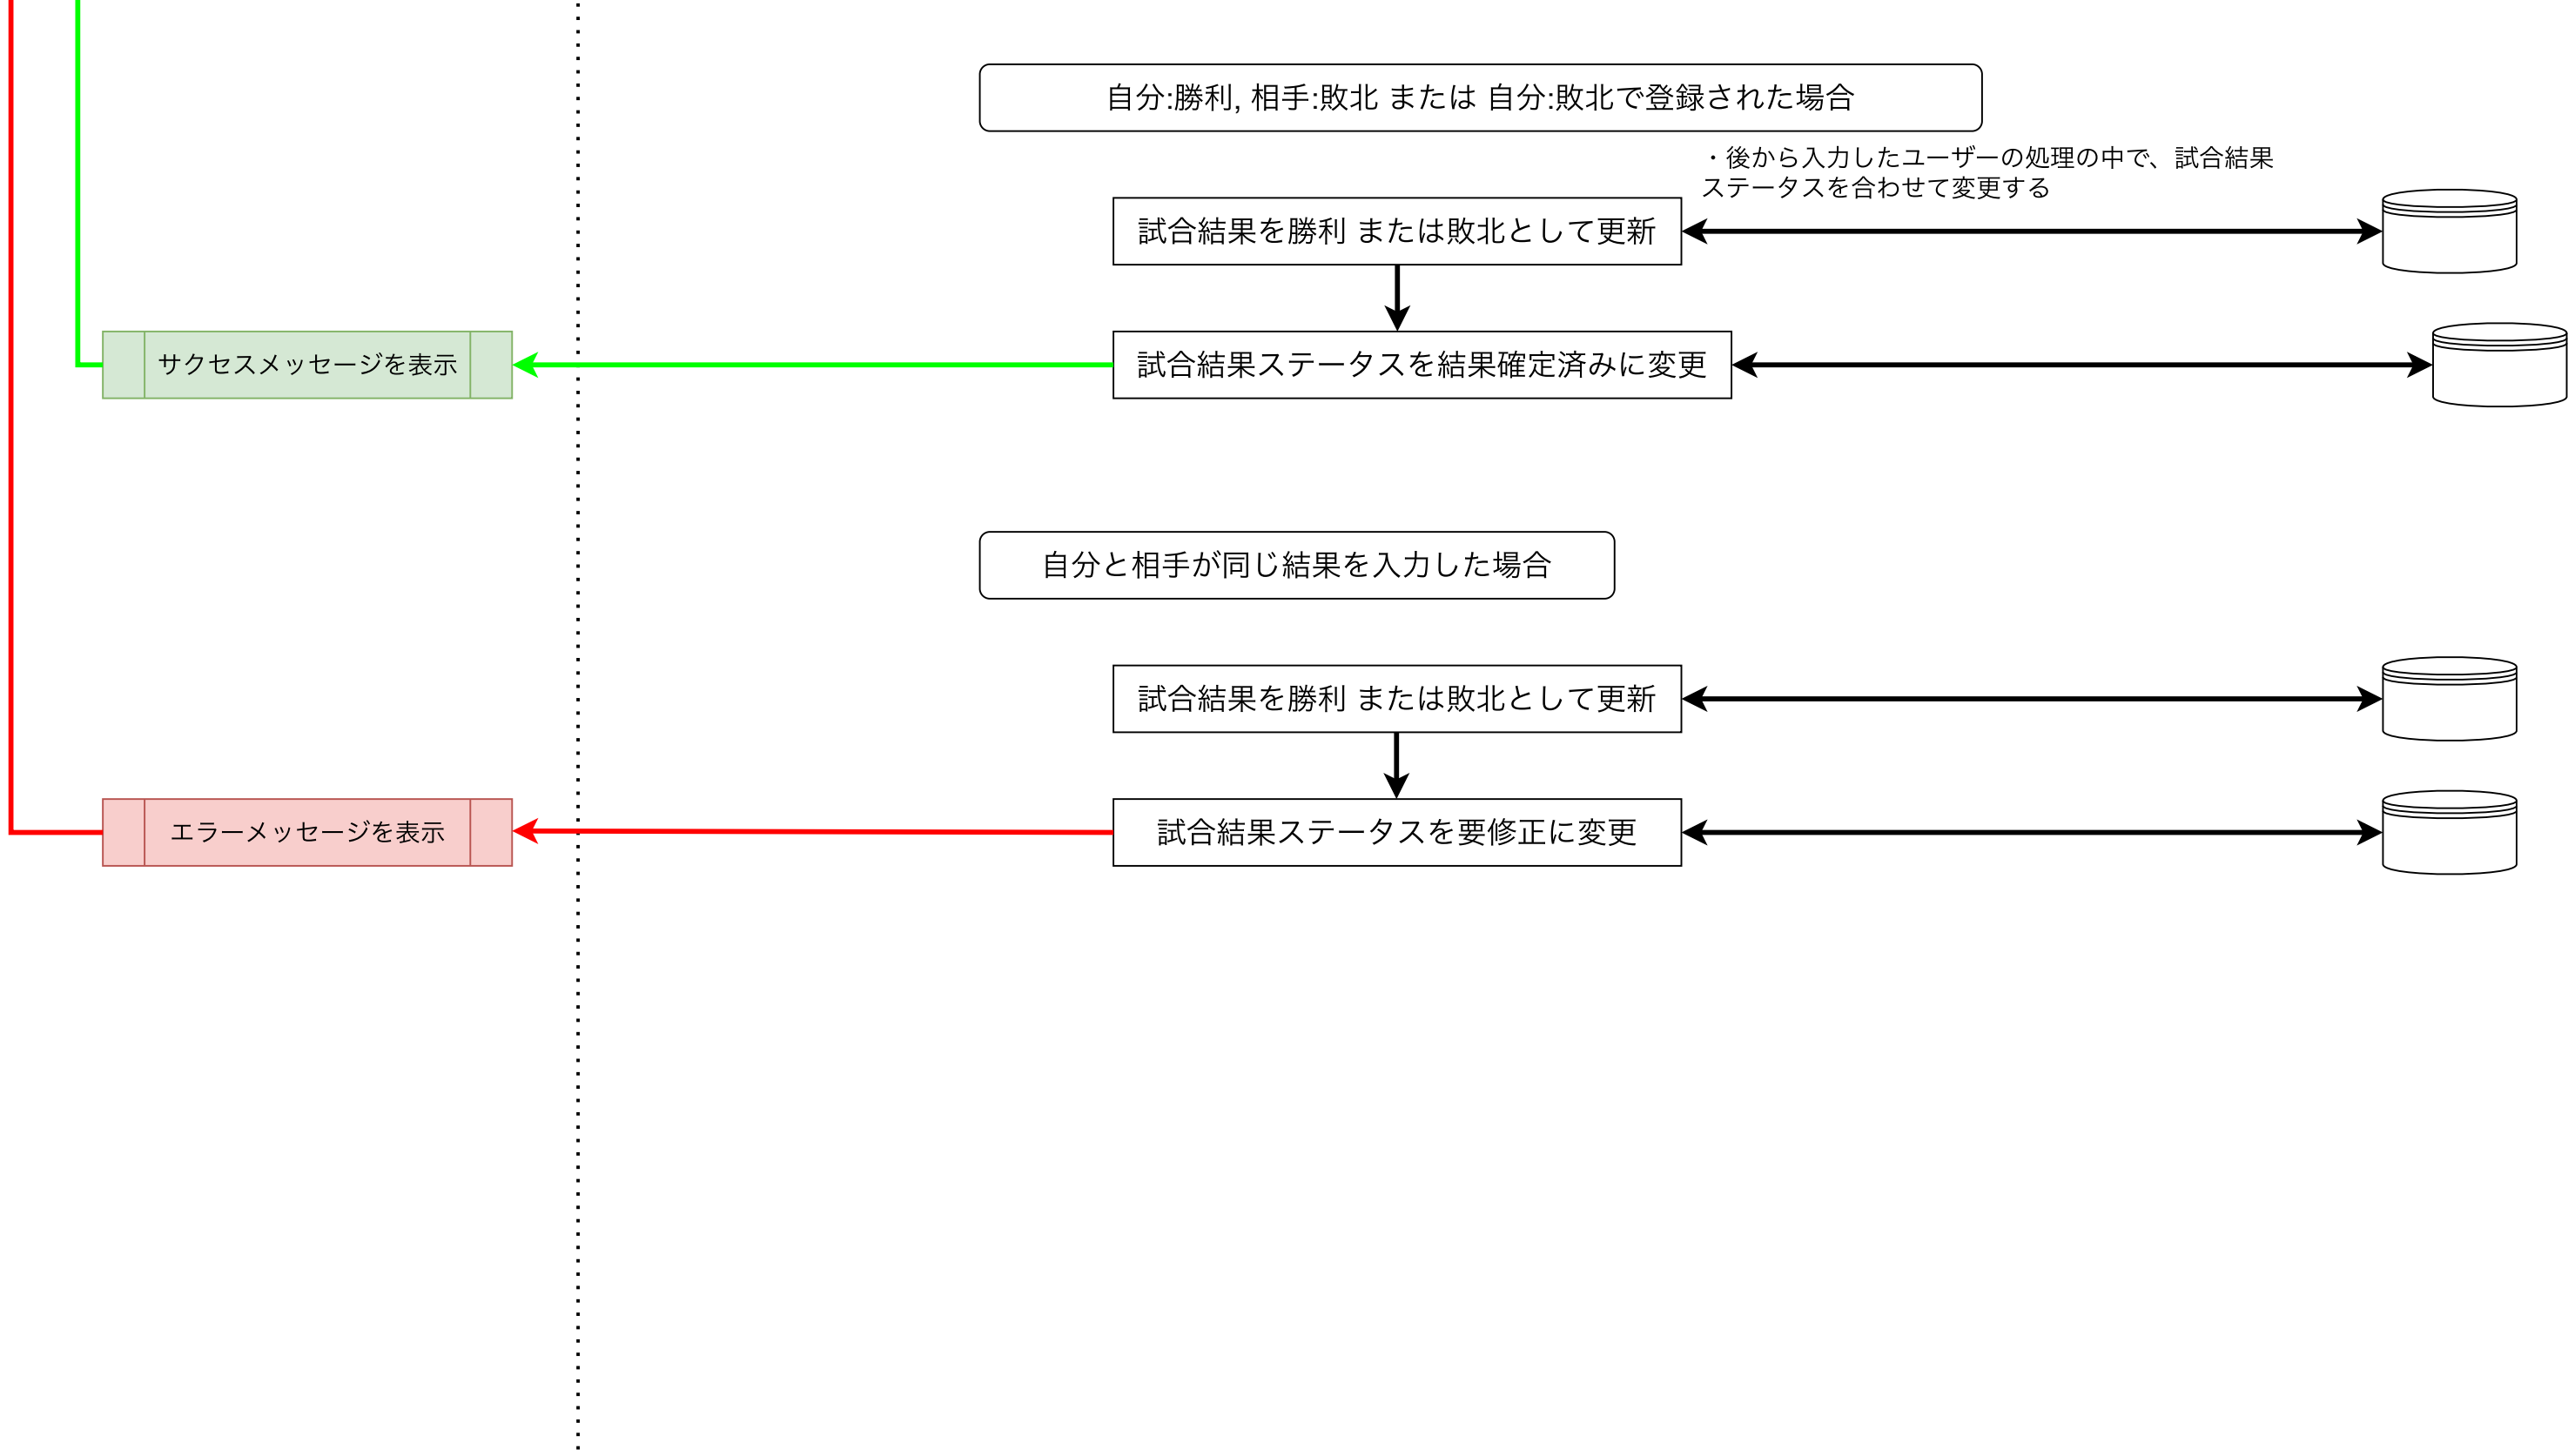 自分:勝利, 相手:敗北 または 自分:敗北で登録された場合
・後から入力したユーザーの処理の中で、試合結果
ステータスを合わせて変更する
試合結果を勝利 または敗北として更新
サクセスメッセージを表示
試合結果ステータスを結果確定済みに変更
自分と相手が同じ結果を入力した場合
試合結果を勝利 または敗北として更新
エラーメッセージを表示
試合結果ステータスを要修正に変更